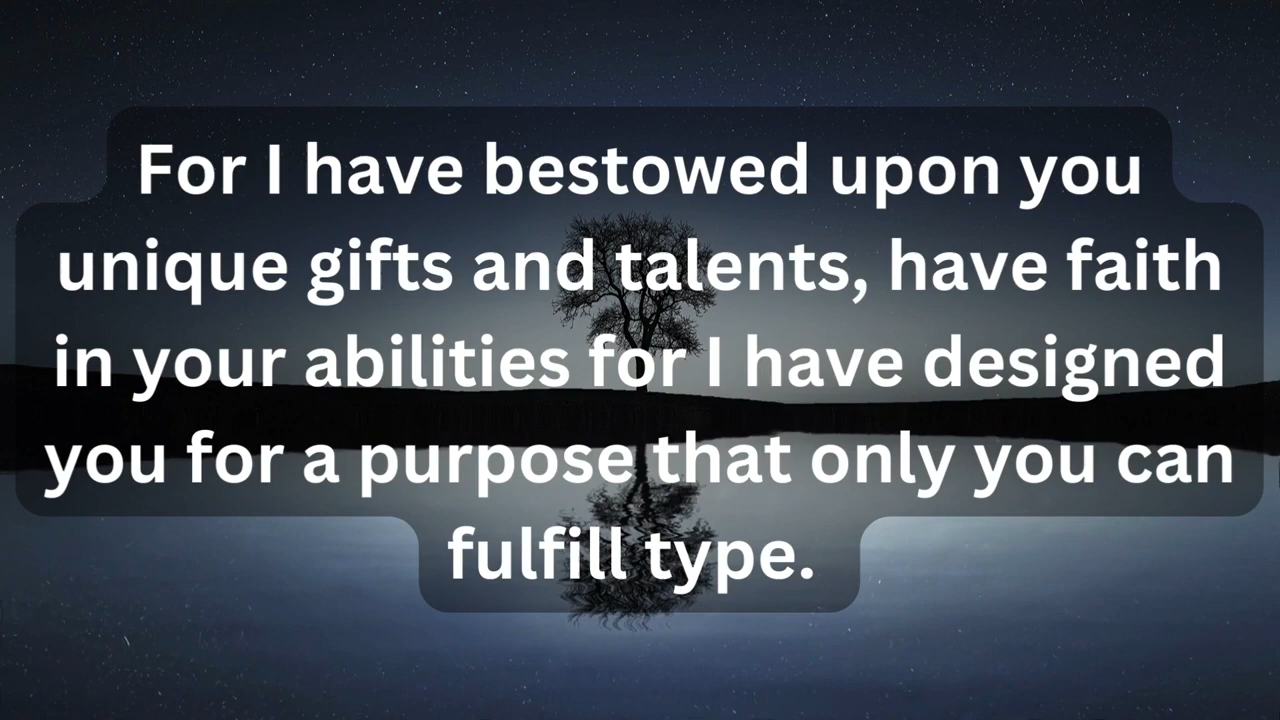 For I have bestowed upon you
unique gifts and talents, have faith
in your abilities for I have designed
you for a purpose that only you can
fulfill type.